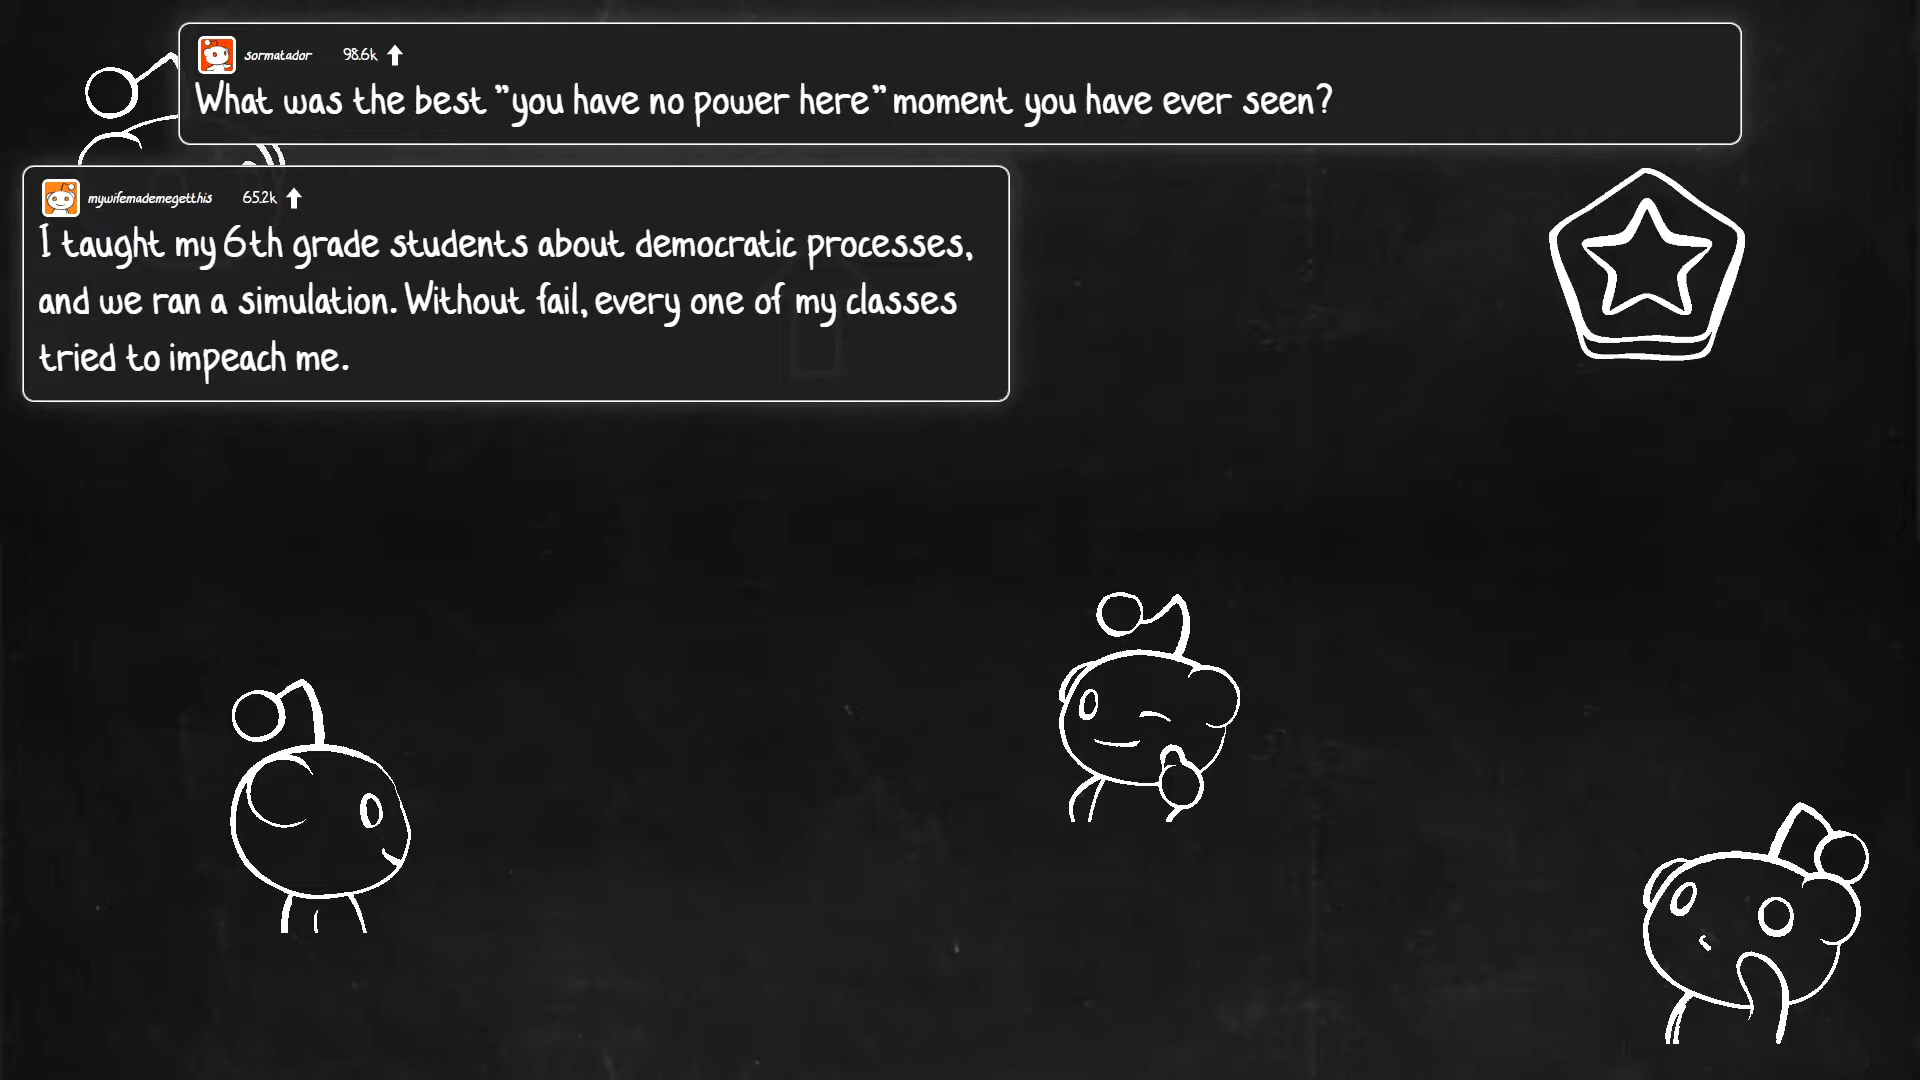 sormatador 98.6k
What was the best "you have no power here" moment you have ever seen?
mywifemademegetthis 65.2k
I taught my 6th grade students about democratic processes,
and we ran a simulation. Without fail, every one of my classes
tried to impeach me.